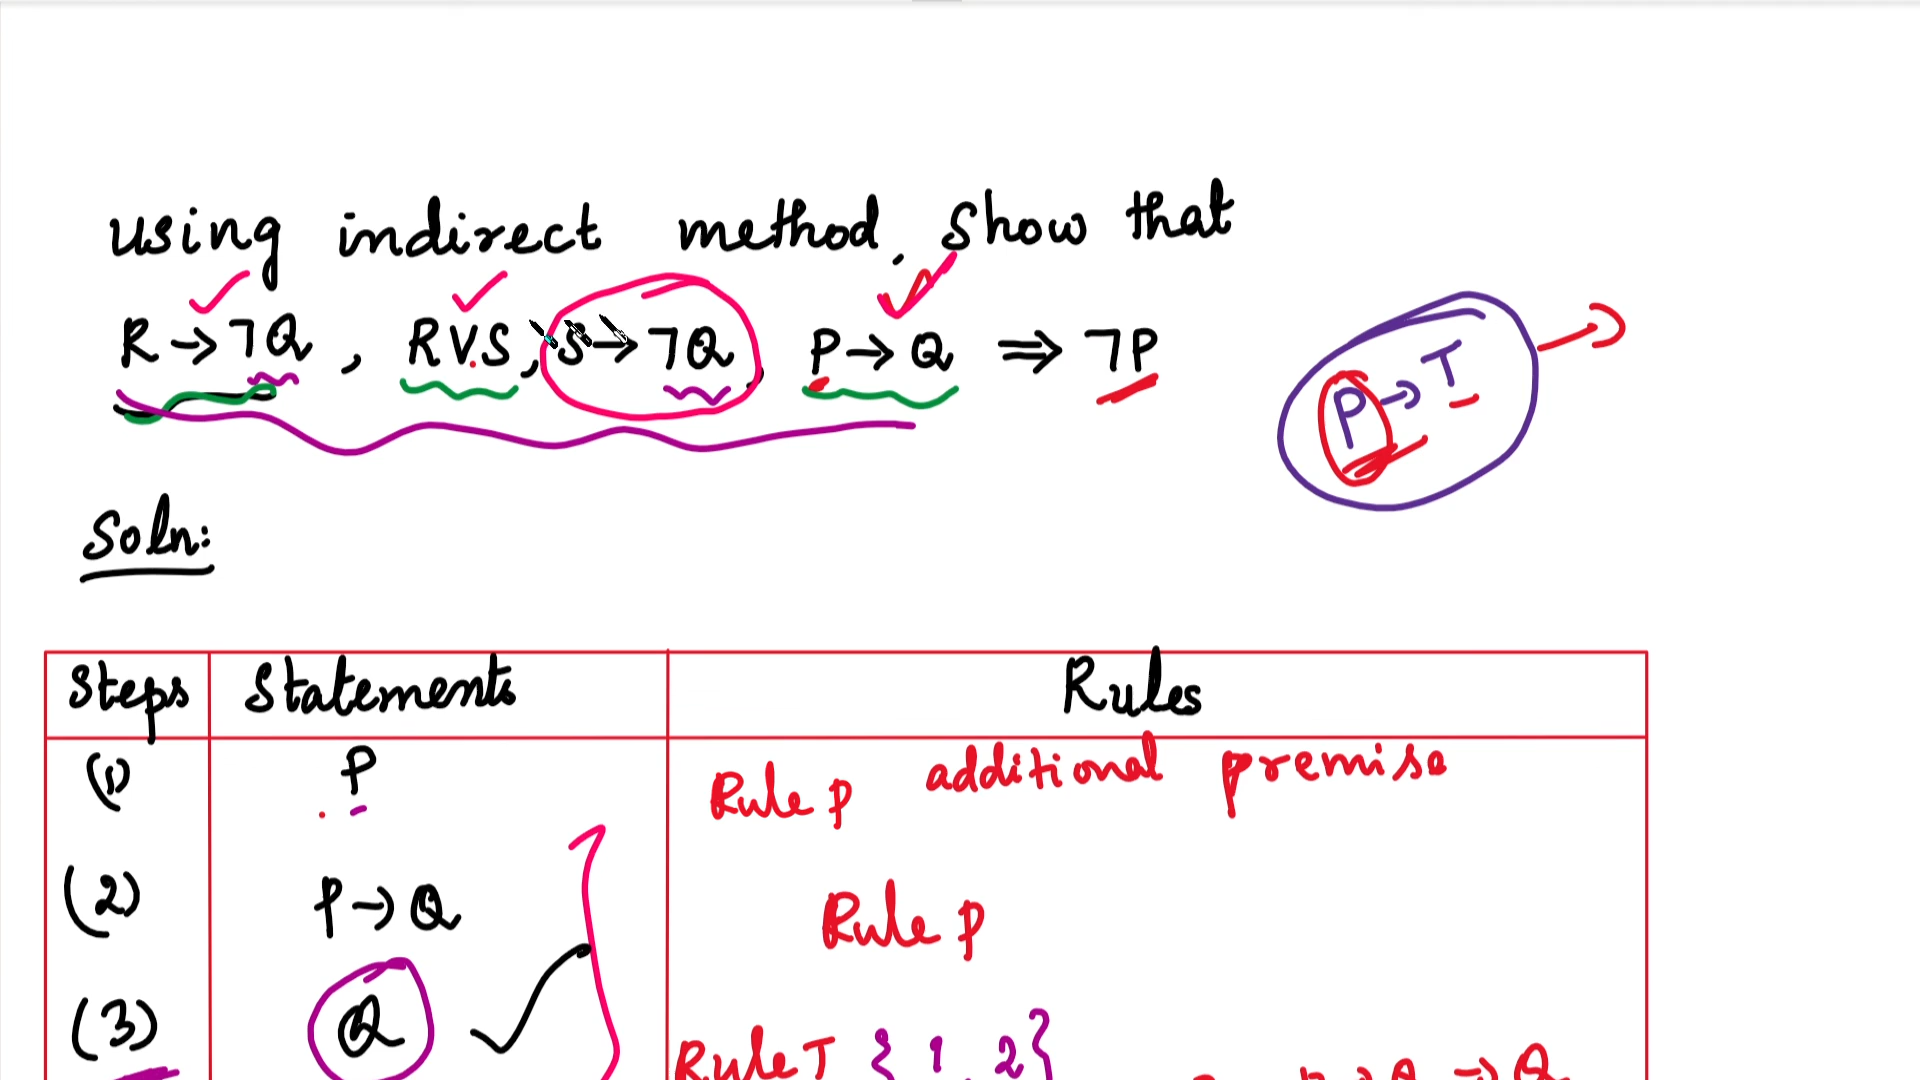 using indirect method, show that
R → ¬Q , R V S , S → ¬Q , P → Q ⇒ ¬P
P → T
Soln:
Steps Statements Rules
(1) P Rule p additional premise
(2) P → Q Rule p
(3) Q Rule T {1, 2}